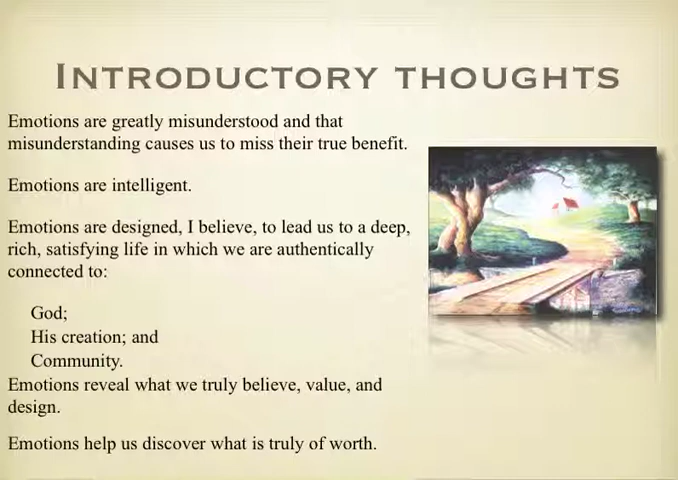 Introductory thoughts
Emotions are greatly misunderstood and that
misunderstanding causes us to miss their true benefit.
Emotions are intelligent.
Emotions are designed, I believe, to lead us to a deep,
rich, satisfying life in which we are authentically
connected to:
God;
His creation; and
Community.
Emotions reveal what we truly believe, value, and
design.
Emotions help us discover what is truly of worth.